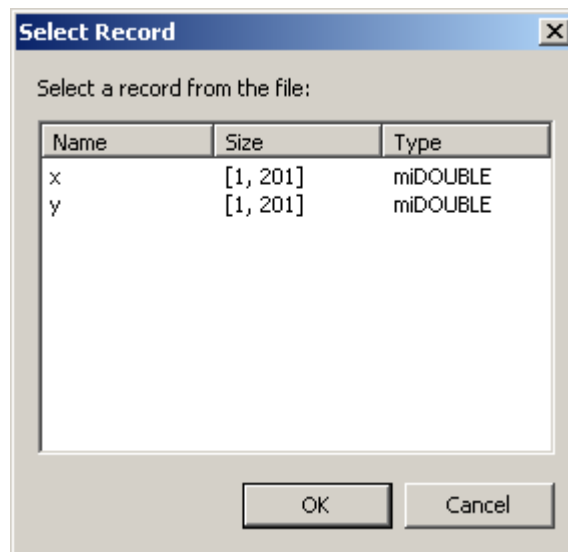 Select Record
Select a record from the file:
Name Size Type
x [1, 201] miDOUBLE
y [1, 201] miDOUBLE
OK Cancel